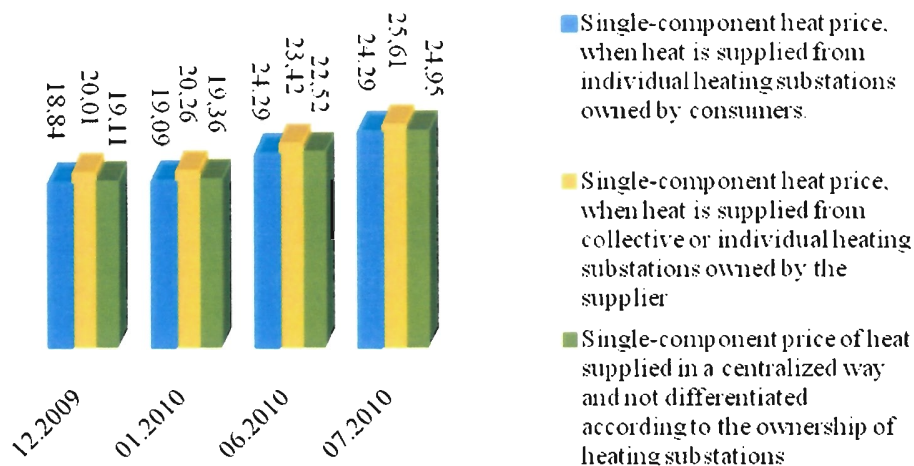 18.84
20.01
19.11
19.09
20.26
19.36
24.29
23.42
22.52
24.29
25.61
24.95
12.2009
01.2010
06.2010
07.2010
Single-component heat price,
when heat is supplied from
individual heating substations
owned by consumers.
Single-component heat price,
when heat is supplied from
collective or individual heating
substations owned by the
supplier
Single-component price of heat
supplied in a centralized way
and not differentiated
according to the ownership of
heating substations